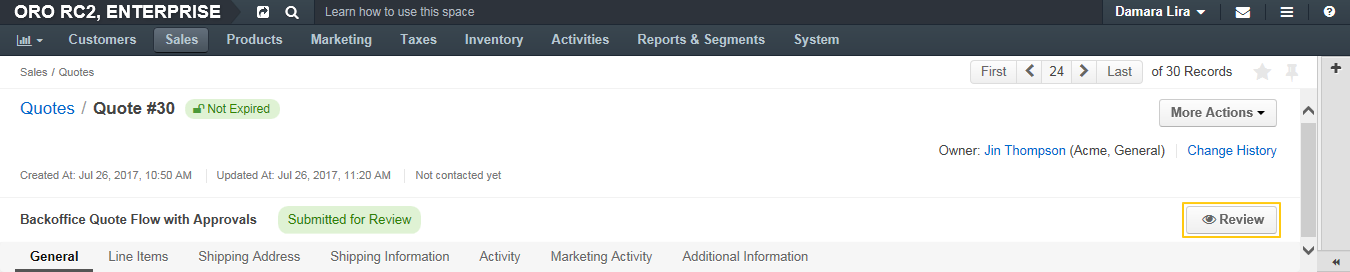 ORO RC2, ENTERPRISE Learn how to use this space Damara Lira
Customers Sales Products Marketing Taxes Inventory Activities Reports & Segments System
Sales / Quotes First 24 Last of 30 Records
Quotes / Quote #30 Not Expired More Actions
Owner: Jin Thompson (Acme, General) Change History
Created At: Jul 26, 2017, 10:50 AM Updated At: Jul 26, 2017, 11:20 AM Not contacted yet
Backoffice Quote Flow with Approvals Submitted for Review Review
General Line Items Shipping Address Shipping Information Activity Marketing Activity Additional Information